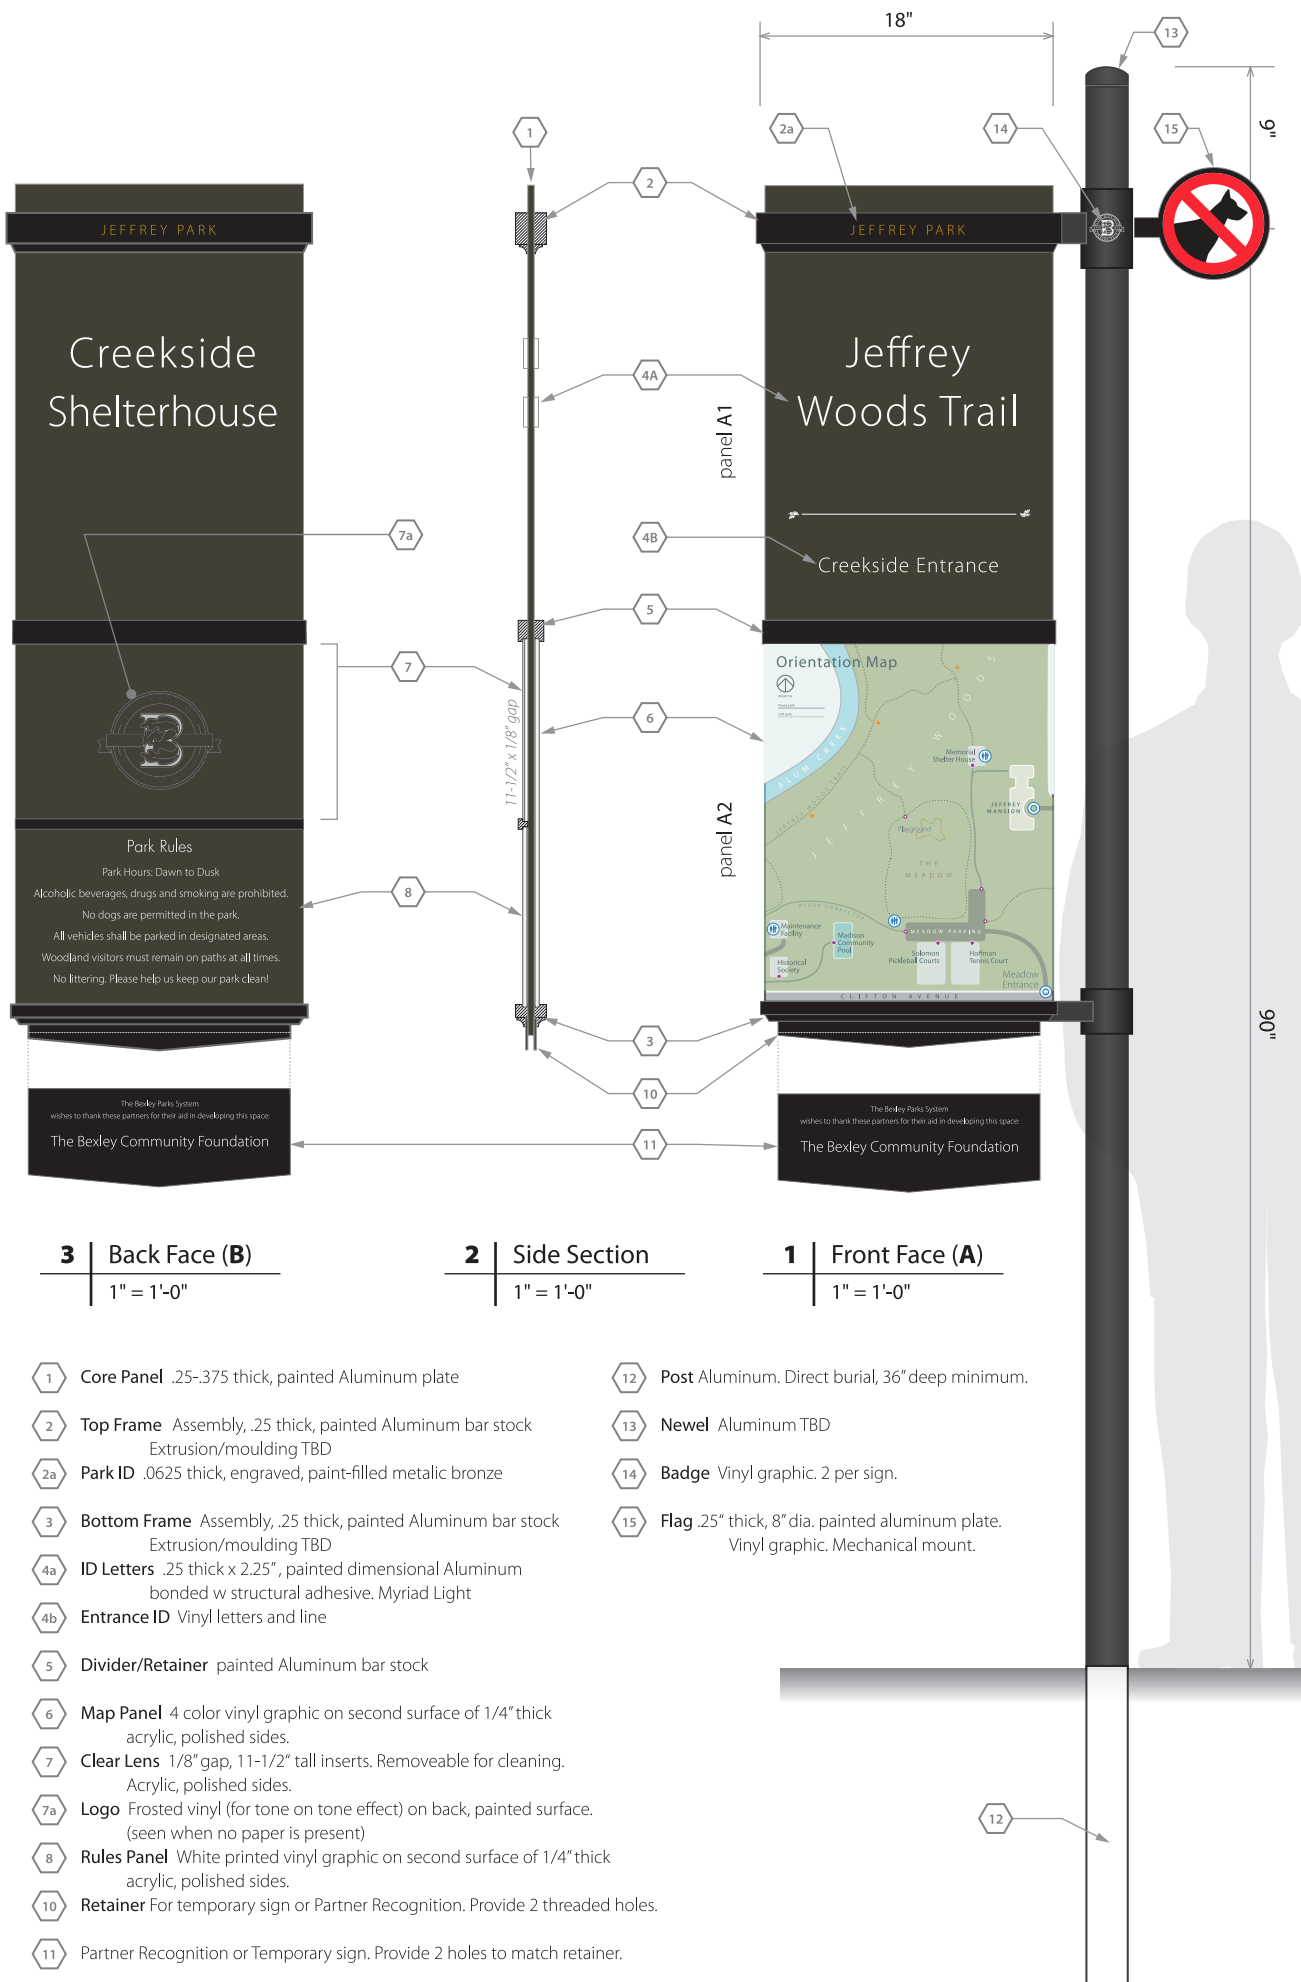 18"
13
1
2a
14
15
9"
2
JEFFREY PARK
JEFFREY PARK
B
Creekside
Shelterhouse
Jeffrey
Woods Trail
4A
panel A1
7a
4B
Creekside Entrance
5
Orientation Map
NORTH
JEFFREY WOODS
7
6
11-1/2" x 1/8" gap
ALUM CREEK
JEFFREY WOODS TRAIL
Memorial
Shelter House
JEFFREY
MANSION
Playground
THE
MEADOW
panel A2
B
Park Rules
Park Hours: Dawn to Dusk
Alcoholic beverages, drugs and smoking are prohibited.
No dogs are permitted in the park.
All vehicles shall be parked in designated areas.
Woodland visitors must remain on paths at all times.
No littering. Please help us keep our park clean!
8
ACORN CONNECTOR
Maintenance
Facility
Madison
Community
Pool
MEADOW PARKING
Historical
Society
Solomon
Pickleball Courts
Hoffman
Tennis Court
Meadow
Entrance
CLIFTON AVENUE
90"
3
10
The Bexley Parks System
wishes to thank these partners for their aid in developing this space:
The Bexley Community Foundation
11
The Bexley Parks System
wishes to thank these partners for their aid in developing this space:
The Bexley Community Foundation
3 Back Face (B)
1" = 1'-0"
2 Side Section
1" = 1'-0"
1 Front Face (A)
1" = 1'-0"
1 Core Panel .25-.375 thick, painted Aluminum plate
2 Top Frame Assembly, .25 thick, painted Aluminum bar stock
Extrusion/moulding TBD
2a Park ID .0625 thick, engraved, paint-filled metalic bronze
3 Bottom Frame Assembly, .25 thick, painted Aluminum bar stock
Extrusion/moulding TBD
4a ID Letters .25 thick x 2.25", painted dimensional Aluminum
bonded w structural adhesive. Myriad Light
4b Entrance ID Vinyl letters and line
5 Divider/Retainer painted Aluminum bar stock
6 Map Panel 4 color vinyl graphic on second surface of 1/4" thick
acrylic, polished sides.
7 Clear Lens 1/8" gap, 11-1/2" tall inserts. Removeable for cleaning.
Acrylic, polished sides.
7a Logo Frosted vinyl (for tone on tone effect) on back, painted surface.
(seen when no paper is present)
8 Rules Panel White printed vinyl graphic on second surface of 1/4" thick
acrylic, polished sides.
10 Retainer For temporary sign or Partner Recognition. Provide 2 threaded holes.
11 Partner Recognition or Temporary sign. Provide 2 holes to match retainer.
12 Post Aluminum. Direct burial, 36" deep minimum.
13 Newel Aluminum TBD
14 Badge Vinyl graphic. 2 per sign.
15 Flag .25" thick, 8" dia. painted aluminum plate.
Vinyl graphic. Mechanical mount.
12